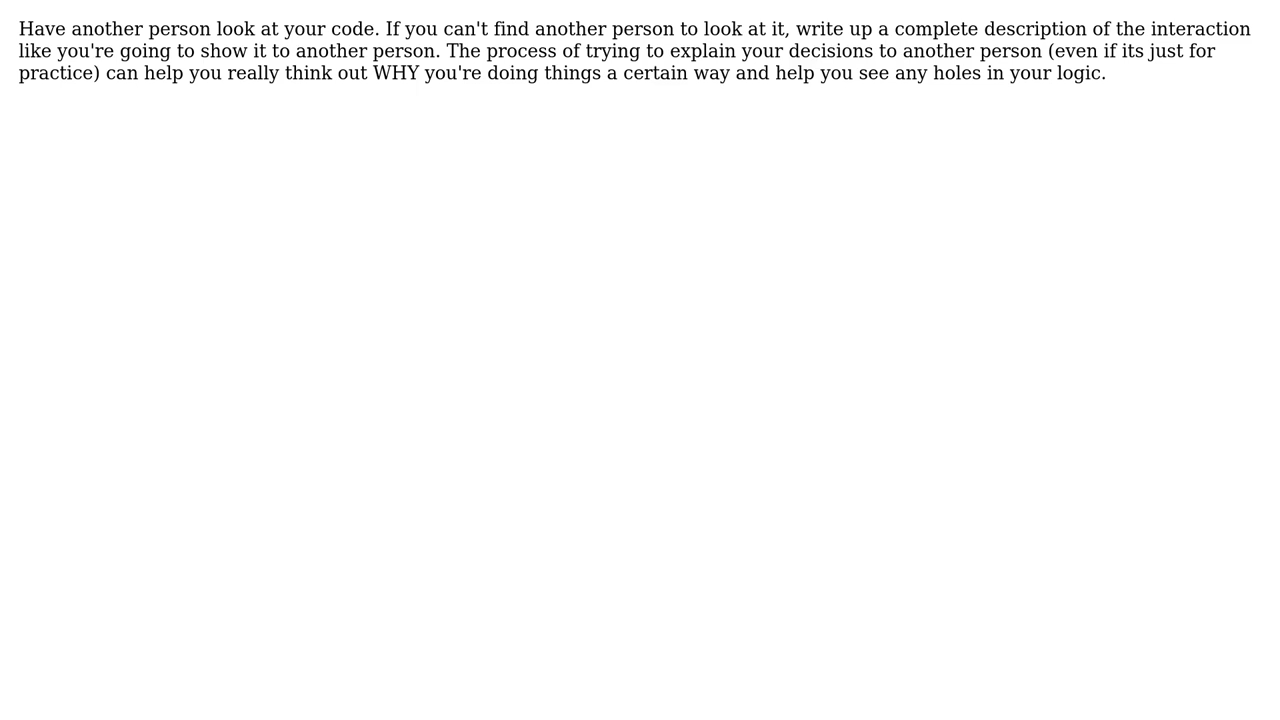 Have another person look at your code. If you can't find another person to look at it, write up a complete description of the interaction
like you're going to show it to another person. The process of trying to explain your decisions to another person (even if its just for
practice) can help you really think out WHY you're doing things a certain way and help you see any holes in your logic.